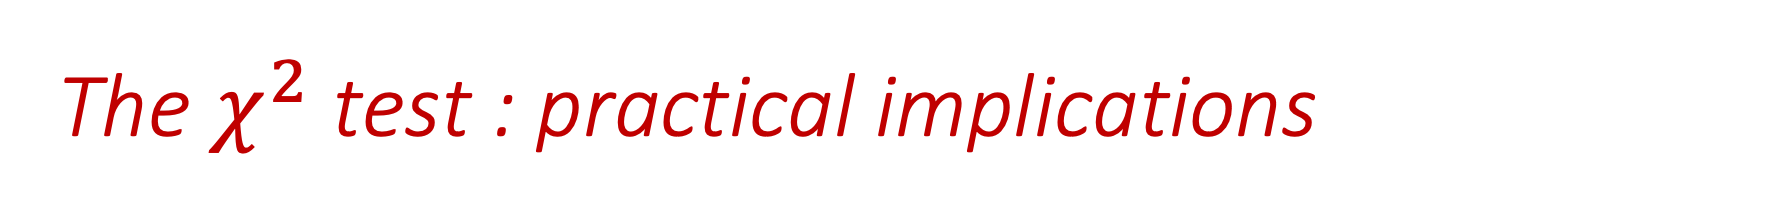 The χ² test : practical implications